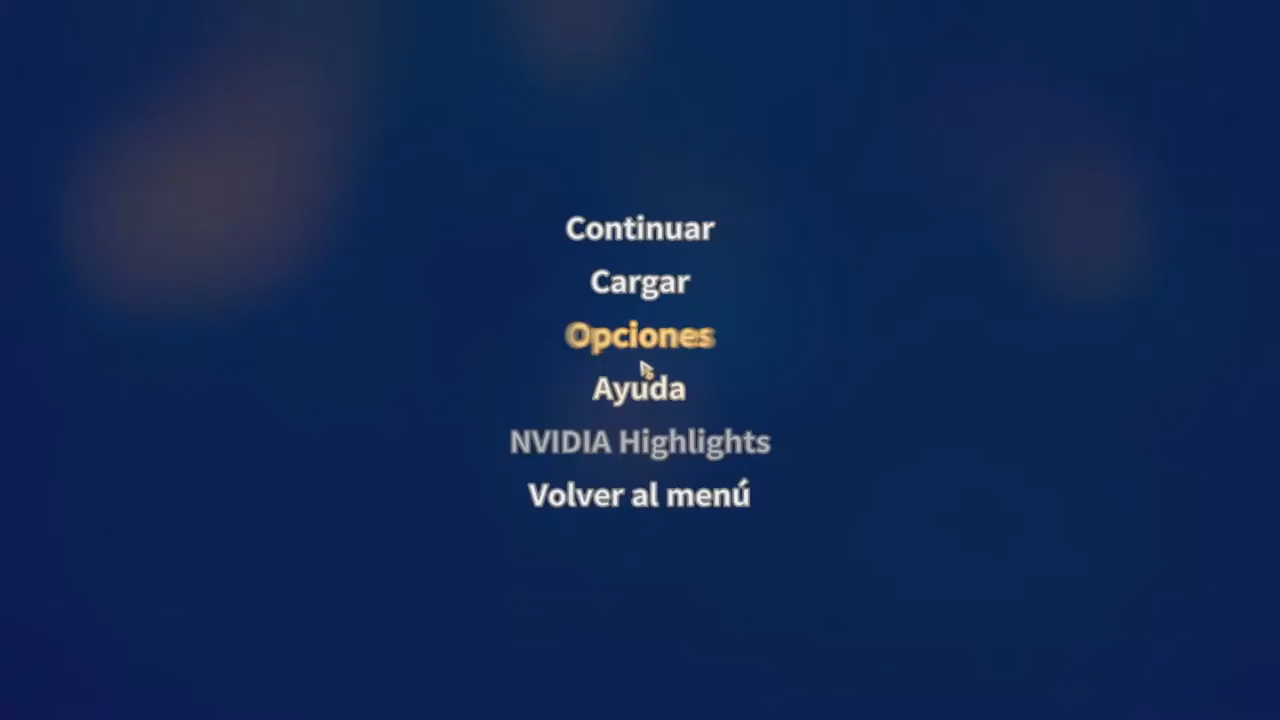 Continuar
Cargar
Opciones
Ayuda
NVIDIA Highlights
Volver al menú